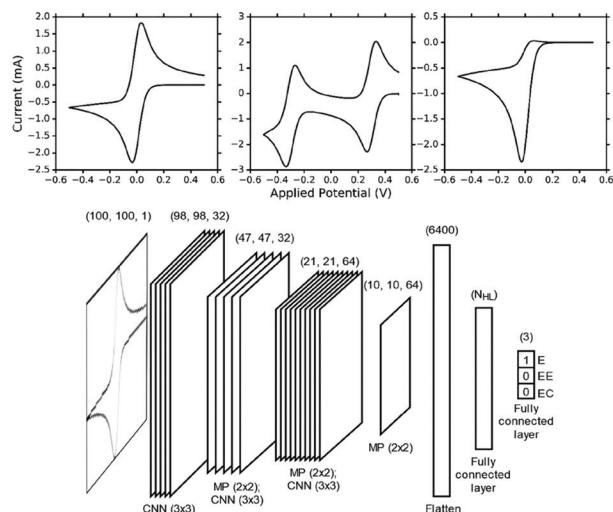 2.0
1.5
1.0
0.5
0.0
−0.5
−1.0
−1.5
−2.0
−2.5
Current (mA)
−0.6 −0.4 −0.2 0.0 0.2 0.4 0.6
3
2
1
0
−1
−2
−3
−0.6 −0.4 −0.2 0.0 0.2 0.4 0.6
Applied Potential (V)
0.5
0.0
−0.5
−1.0
−1.5
−2.0
−2.5
−0.6 −0.4 −0.2 0.0 0.2 0.4 0.6
(100, 100, 1)
(98, 98, 32)
(47, 47, 32)
(21, 21, 64)
(10, 10, 64)
(6400)
(NHL)
(3)
1 E
0 EE
0 EC
Fully
connected
layer
CNN (3x3)
MP (2x2);
CNN (3x3)
MP (2x2);
CNN (3x3)
MP (2x2)
Flatten
Fully
connected
layer